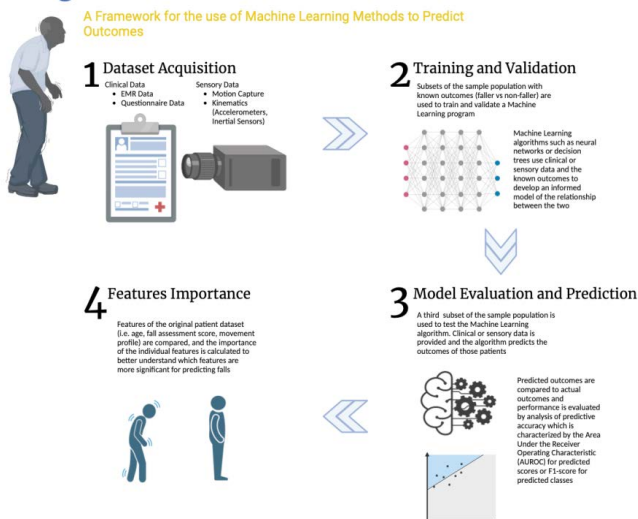 A Framework for the use of Machine Learning Methods to Predict
Outcomes
1 Dataset Acquisition
Clinical Data
• EMR Data
• Questionnaire Data
Sensory Data
• Motion Capture
• Kinematics
(Accelerometers,
Inertial Sensors)
2 Training and Validation
Subsets of the sample population with
known outcomes (faller vs non-faller) are
used to train and validate a Machine
Learning program
Machine Learning
algorithms such as neural
networks or decision
trees use clinical or
sensory data and the
known outcomes to
develop an informed
model of the relationship
between the two
3 Model Evaluation and Prediction
A third subset of the sample population is
used to test the Machine Learning
algorithm. Clinical or sensory data is
provided and the algorithm predicts the
outcomes of those patients
Predicted outcomes are
compared to actual
outcomes and
performance is evaluated
by analysis of predictive
accuracy which is
characterized by the Area
Under the Receiver
Operating Characteristic
(AUROC) for predicted
scores or F1-score for
predicted classes
4 Features Importance
Features of the original patient dataset
(i.e. age, fall assessment score, movement
profile) are compared, and the importance
of the individual features is calculated to
better understand which features are
more significant for predicting falls